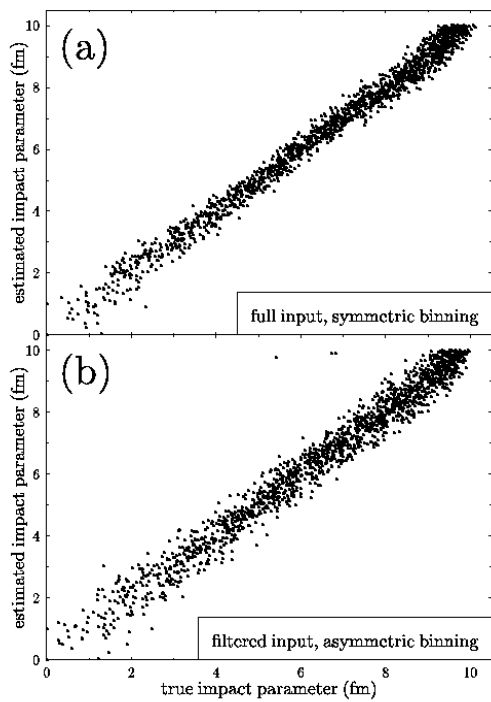 (a)
10
8
6
4
2
0
estimated impact parameter (fm)
full input, symmetric binning
(b)
10
8
6
4
2
0
estimated impact parameter (fm)
filtered input, asymmetric binning
0 2 4 6 8 10
true impact parameter (fm)